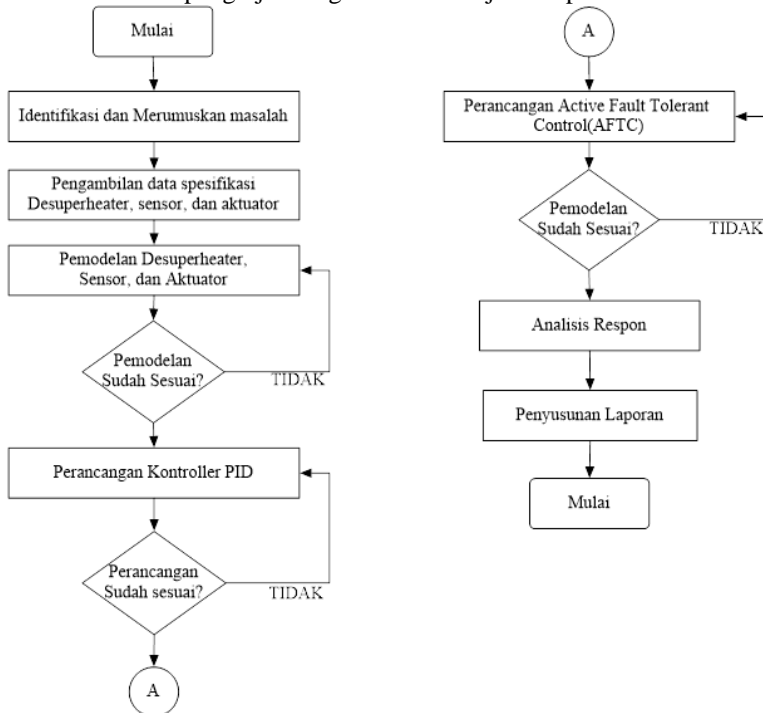 Mulai
Identifikasi dan Merumuskan masalah
Pengambilan data spesifikasi
Desuperheater, sensor, dan aktuator
Pemodelan Desuperheater,
Sensor, dan Aktuator
Pemodelan
Sudah Sesuai?
TIDAK
Perancangan Kontroller PID
Perancangan
Sudah sesuai?
TIDAK
A
A
Perancangan Active Fault Tolerant
Control(AFTC)
Pemodelan
Sudah Sesuai?
TIDAK
Analisis Respon
Penyusunan Laporan
Mulai